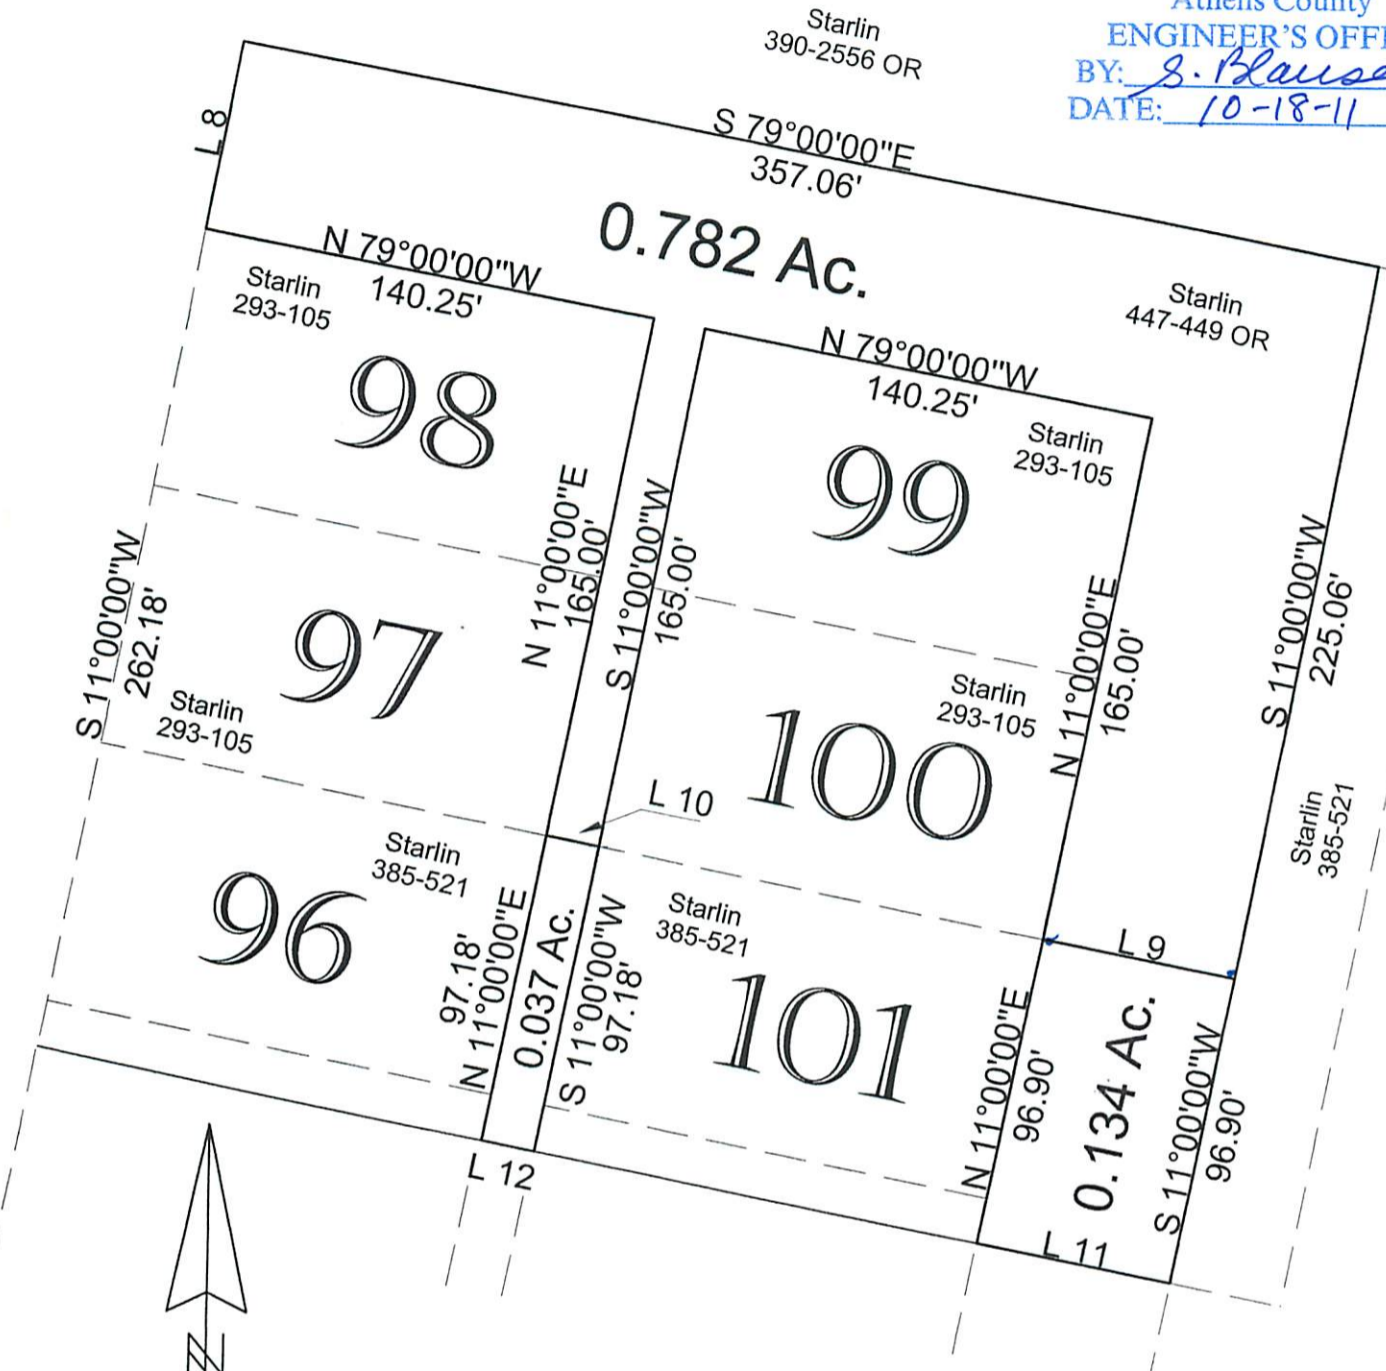 Starlin
390-2556 OR
Athens County
ENGINEER'S OFFI
BY: S. Blause
DATE: 10-18-11
L 8
S 79°00'00"E
357.06'
0.782 Ac.
N 79°00'00"W
140.25'
Starlin
293-105
98
Starlin
447-449 OR
N 79°00'00"W
140.25'
Starlin
293-105
99
N 11°00'00"E
165.00'
S 11°00'00"W
165.00'
S 11°00'00"W
262.18'
97
Starlin
293-105
N 11°00'00"E
165.00'
S 11°00'00"W
225.06'
Starlin
293-105
100
L 10
Starlin
385-521
Starlin
385-521
96
Starlin
385-521
101
L 9
97.18'
N 11°00'00"E
0.037 Ac.
S 11°00'00"W
97.18'
N 11°00'00"E
96.90'
0.134 Ac.
S 11°00'00"W
96.90'
L 12
L 11
N